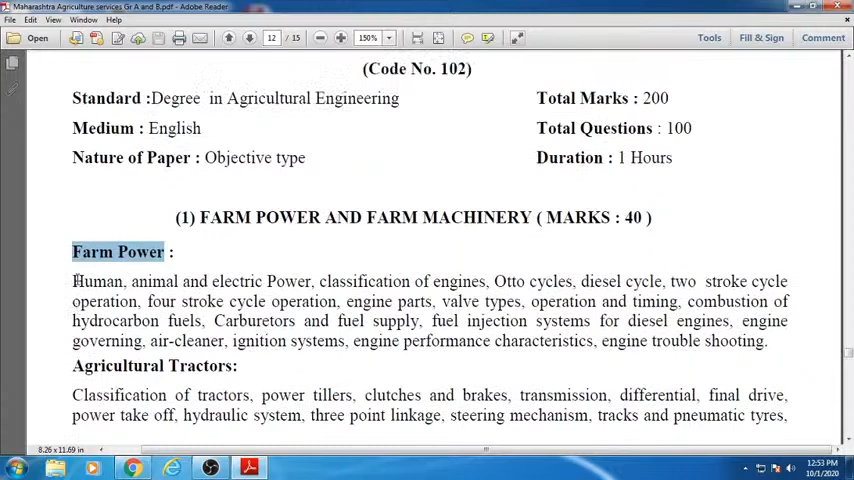 Maharashtra Agriculture services Gr A and B.pdf - Adobe Reader
File Edit View Window Help
Open 12 / 15 150% Tools Fill & Sign Comment
(Code No. 102)
Standard :Degree in Agricultural Engineering Total Marks : 200
Medium : English Total Questions : 100
Nature of Paper : Objective type Duration : 1 Hours
(1) FARM POWER AND FARM MACHINERY ( MARKS : 40 )
Farm Power :
Human, animal and electric Power, classification of engines, Otto cycles, diesel cycle, two stroke cycle
operation, four stroke cycle operation, engine parts, valve types, operation and timing, combustion of
hydrocarbon fuels, Carburetors and fuel supply, fuel injection systems for diesel engines, engine
governing, air-cleaner, ignition systems, engine performance characteristics, engine trouble shooting.
Agricultural Tractors:
Classification of tractors, power tillers, clutches and brakes, transmission, differential, final drive,
power take off, hydraulic system, three point linkage, steering mechanism, tracks and pneumatic tyres,
8.26 x 11.69 in
12:53 PM
10/1/2020